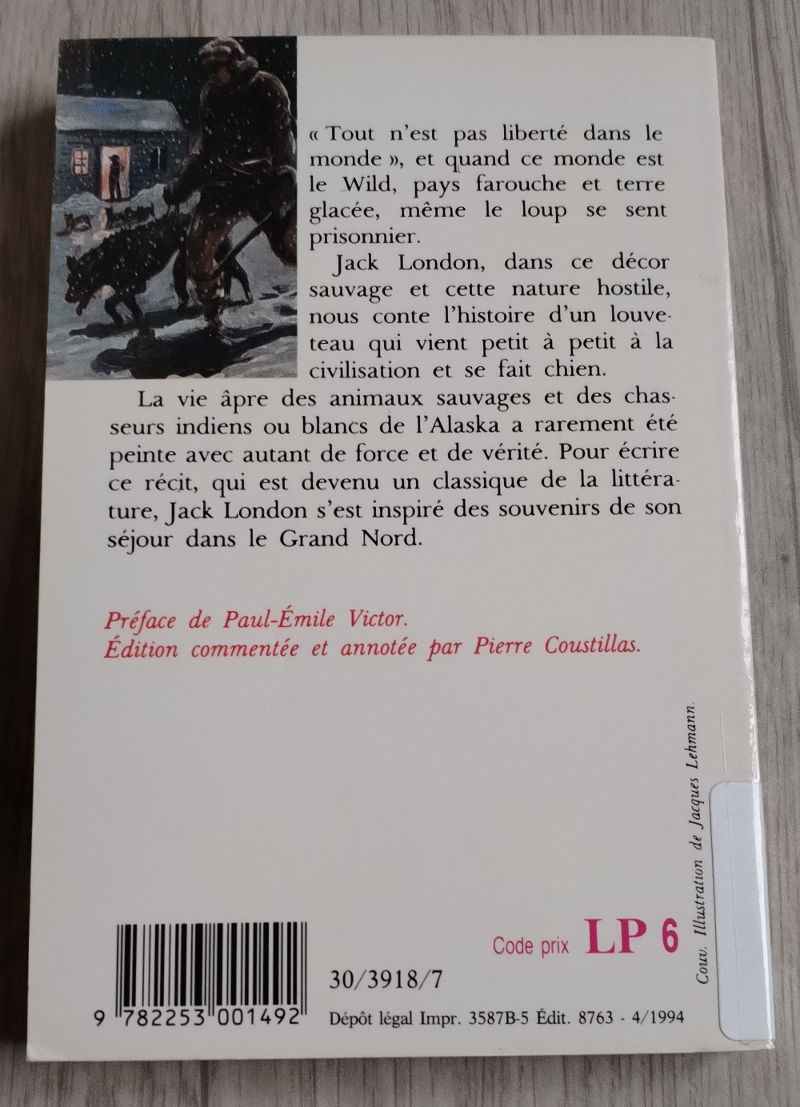 « Tout n'est pas liberté dans le
monde », et quand ce monde est
le Wild, pays farouche et terre
glacée, même le loup se sent
prisonnier.
Jack London, dans ce décor
sauvage et cette nature hostile,
nous conte l'histoire d'un louve-
teau qui vient petit à petit à la
civilisation et se fait chien.
La vie âpre des animaux sauvages et des chas-
seurs indiens ou blancs de l'Alaska a rarement été
peinte avec autant de force et de vérité. Pour écrire
ce récit, qui est devenu un classique de la littéra-
ture, Jack London s'est inspiré des souvenirs de son
séjour dans le Grand Nord.
Préface de Paul-Émile Victor.
Édition commentée et annotée par Pierre Coustillas.
Couv. Illustration de Jacques Lehmann.
Code prix LP 6
30/3918/7
9 782253 001492
Dépôt légal Impr. 3587B-5 Édit. 8763 - 4/1994